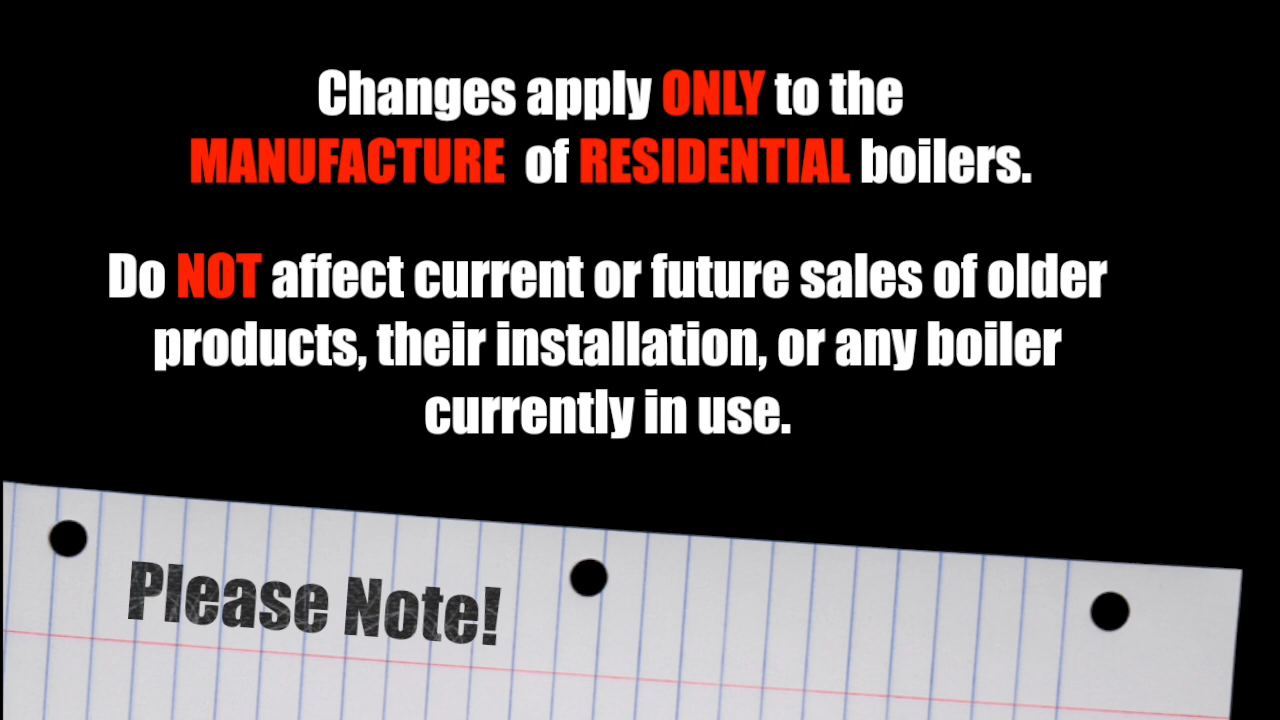 Changes apply ONLY to the
MANUFACTURE of RESIDENTIAL boilers.
Do NOT affect current or future sales of older
products, their installation, or any boiler
currently in use.
Please Note!